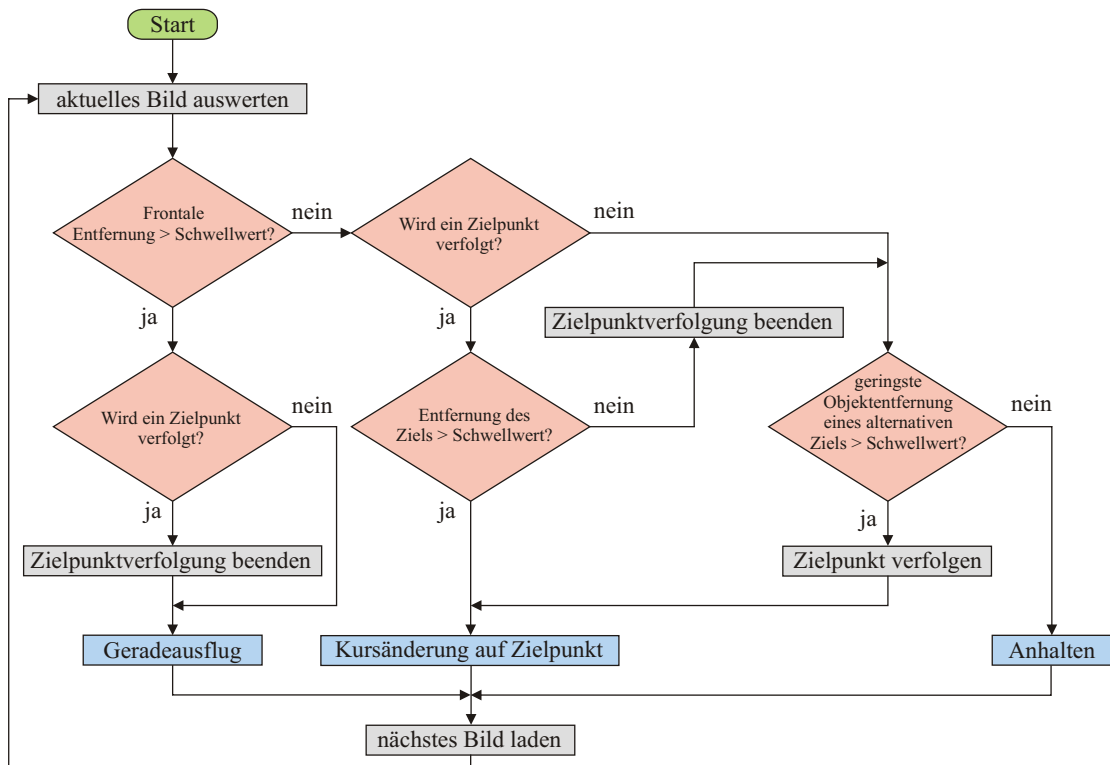 Start
aktuelles Bild auswerten
Frontale
Entfernung > Schwellwert?
nein
Wird ein Zielpunkt
verfolgt?
nein
ja
ja
Zielpunktverfolgung beenden
Wird ein Zielpunkt
verfolgt?
nein
Entfernung des
Ziels > Schwellwert?
nein
geringste
Objektentfernung
eines alternativen
Ziels > Schwellwert?
nein
ja
ja
ja
Zielpunktverfolgung beenden
Zielpunkt verfolgen
Geradeausflug
Kursänderung auf Zielpunkt
Anhalten
nächstes Bild laden